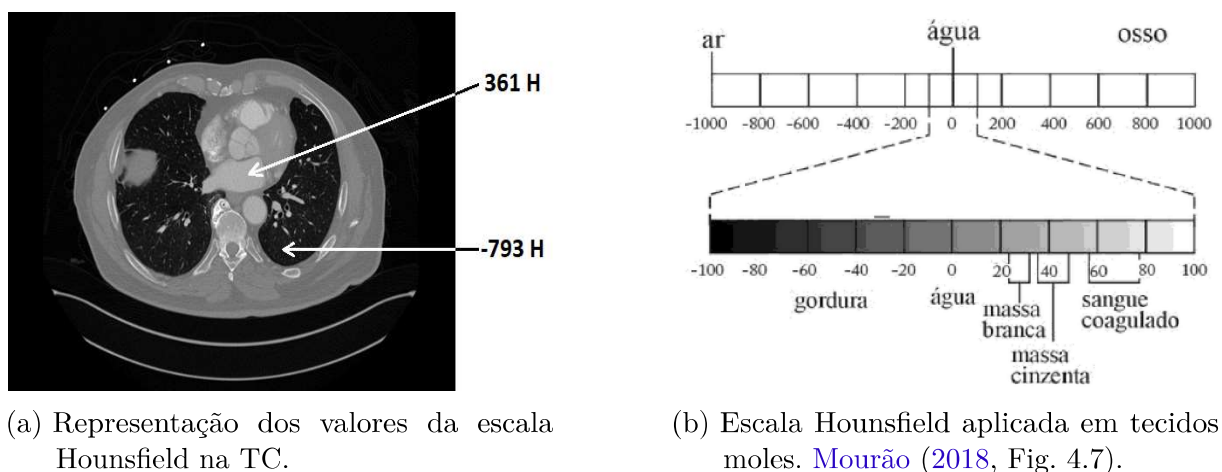 361 H
-793 H
(a) Representação dos valores da escala
Hounsfield na TC.
ar
água
osso
-1000 -800 -600 -400 -200 0 200 400 600 800 1000
-100 -80 -60 -40 -20 0 20 40 60 80 100
gordura
água
massa
branca
sangue
coagulado
massa
cinzenta
(b) Escala Hounsfield aplicada em tecidos
moles. Mourão (2018, Fig. 4.7).